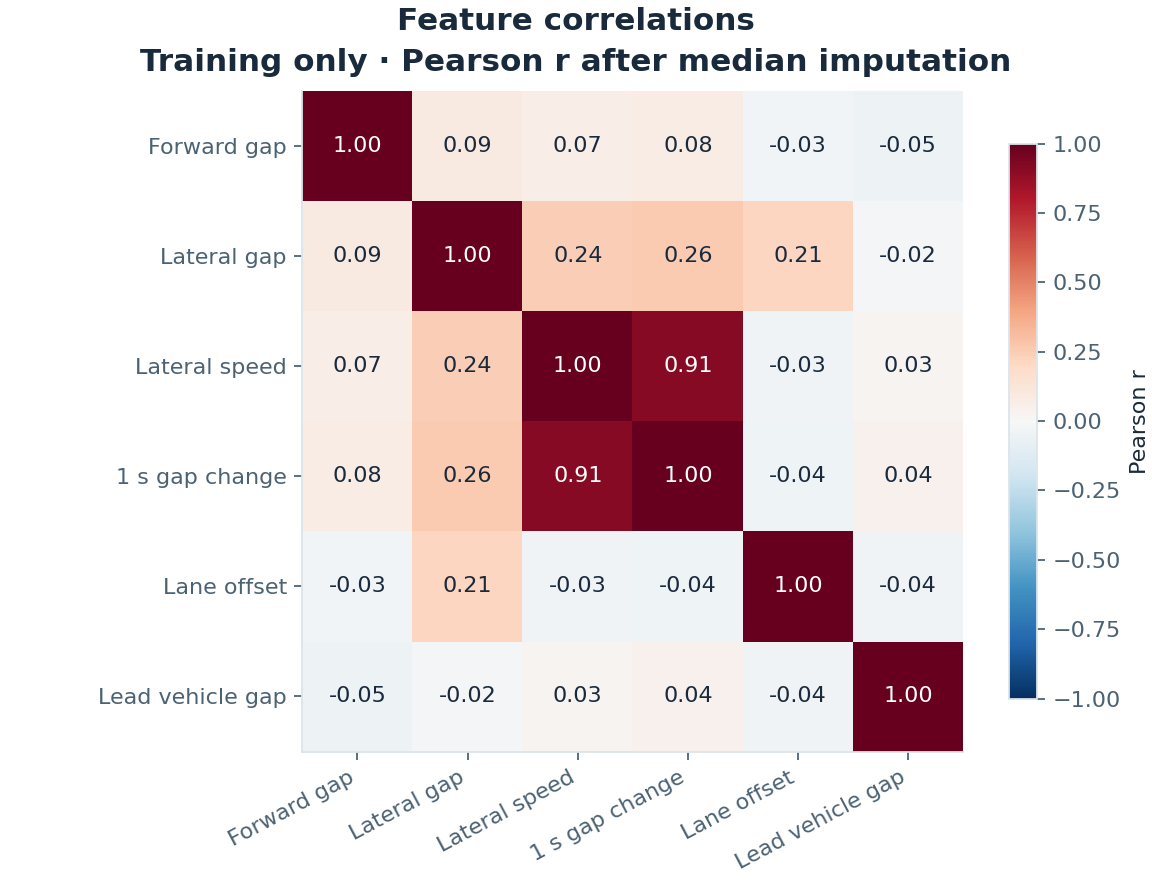 Feature correlations
Training only · Pearson r after median imputation
Forward gap 1.00 0.09 0.07 0.08 -0.03 -0.05
Lateral gap 0.09 1.00 0.24 0.26 0.21 -0.02
Lateral speed 0.07 0.24 1.00 0.91 -0.03 0.03
1 s gap change 0.08 0.26 0.91 1.00 -0.04 0.04
Lane offset -0.03 0.21 -0.03 -0.04 1.00 -0.04
Lead vehicle gap -0.05 -0.02 0.03 0.04 -0.04 1.00
Forward gap
Lateral gap
Lateral speed
1 s gap change
Lane offset
Lead vehicle gap
1.00
0.75
0.50
0.25
0.00
−0.25
−0.50
−0.75
−1.00
Pearson r